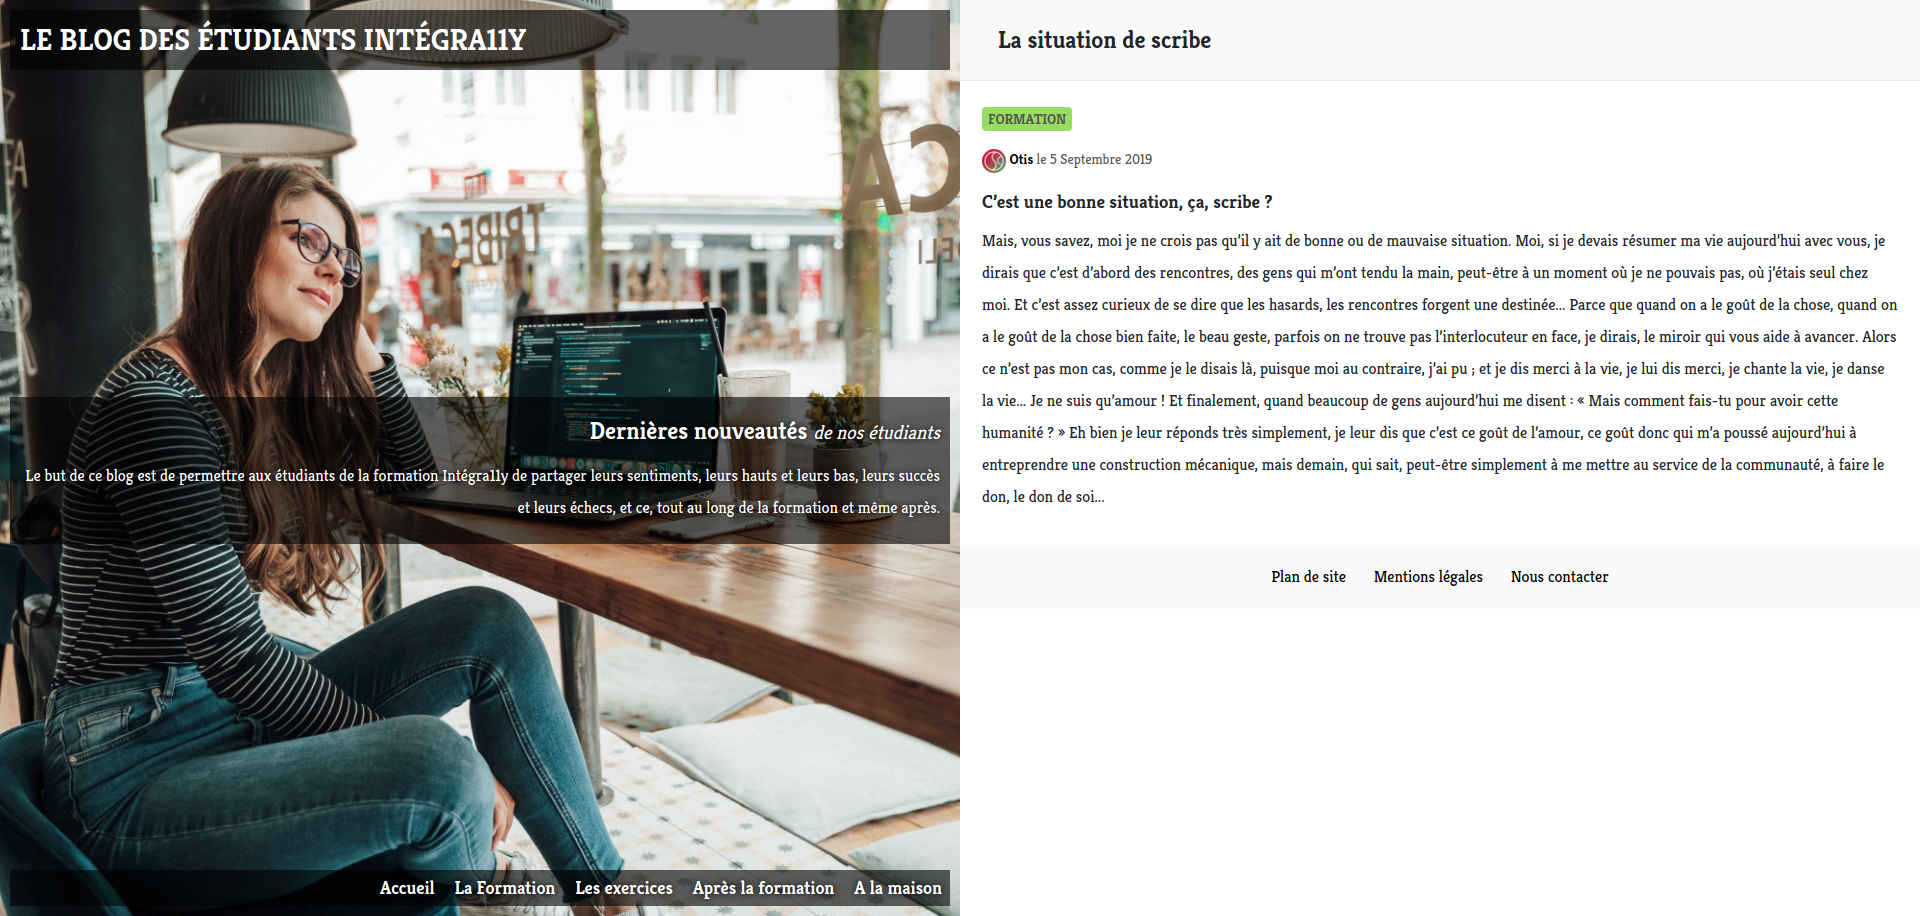 LE BLOG DES ÉTUDIANTS INTÉGRA11Y
Dernières nouveautés de nos étudiants
Le but de ce blog est de permettre aux étudiants de la formation Intégra11y de partager leurs sentiments, leurs hauts et leurs bas, leurs succès
et leurs échecs, et ce, tout au long de la formation et même après.
Accueil La Formation Les exercices Après la formation A la maison
La situation de scribe
FORMATION
Otis le 5 Septembre 2019
C'est une bonne situation, ça, scribe ?
Mais, vous savez, moi je ne crois pas qu'il y ait de bonne ou de mauvaise situation. Moi, si je devais résumer ma vie aujourd'hui avec vous, je
dirais que c'est d'abord des rencontres, des gens qui m'ont tendu la main, peut-être à un moment où je ne pouvais pas, où j'étais seul chez
moi. Et c'est assez curieux de se dire que les hasards, les rencontres forgent une destinée... Parce que quand on a le goût de la chose, quand on
a le goût de la chose bien faite, le beau geste, parfois on ne trouve pas l'interlocuteur en face, je dirais, le miroir qui vous aide à avancer. Alors
ce n'est pas mon cas, comme je le disais là, puisque moi au contraire, j'ai pu ; et je dis merci à la vie, je lui dis merci, je chante la vie, je danse
la vie... Je ne suis qu'amour ! Et finalement, quand beaucoup de gens aujourd'hui me disent : « Mais comment fais-tu pour avoir cette
humanité ? » Eh bien je leur réponds très simplement, je leur dis que c'est ce goût de l'amour, ce goût donc qui m'a poussé aujourd'hui à
entreprendre une construction mécanique, mais demain, qui sait, peut-être simplement à me mettre au service de la communauté, à faire le
don, le don de soi...
Plan de site Mentions légales Nous contacter